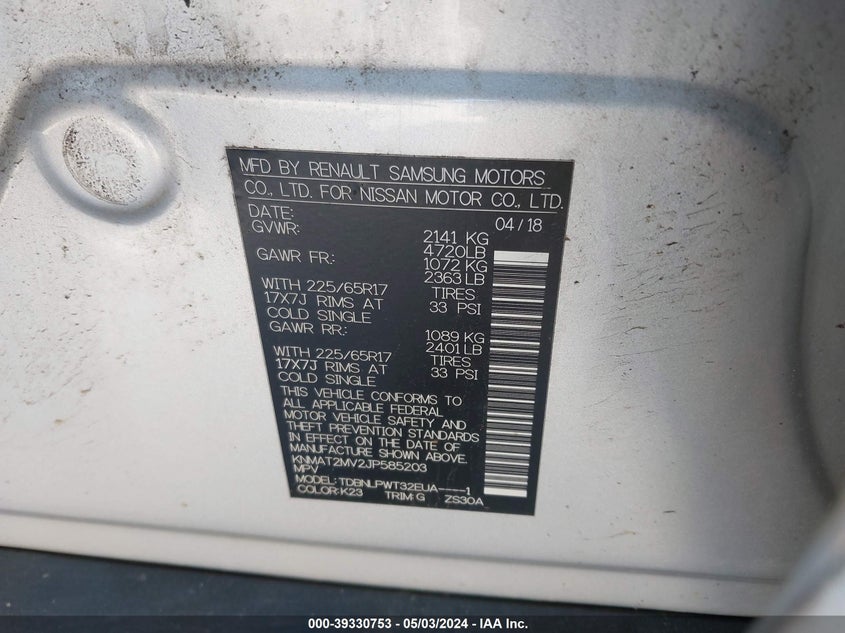 MFD BY RENAULT SAMSUNG MOTORS
CO., LTD. FOR NISSAN MOTOR CO., LTD.
DATE: 04/18
GVWR: 2141 KG
4720LB
GAWR FR: 1072 KG
2363LB
WITH 225/65R17 TIRES
17X7J RIMS AT 33 PSI
COLD SINGLE
GAWR RR: 1089 KG
2401LB
WITH 225/65R17 TIRES
17X7J RIMS AT 33 PSI
COLD SINGLE
THIS VEHICLE CONFORMS TO
ALL APPLICABLE FEDERAL
MOTOR VEHICLE SAFETY AND
THEFT PREVENTION STANDARDS
IN EFFECT ON THE DATE OF
MANUFACTURE SHOWN ABOVE.
KNMAT2MV2JP585203
MPV
MODEL: TDBNLPWT32EUA----1
COLOR:K23 TRIM:G ZS30A
000-39330753 - 05/03/2024 - IAA Inc.